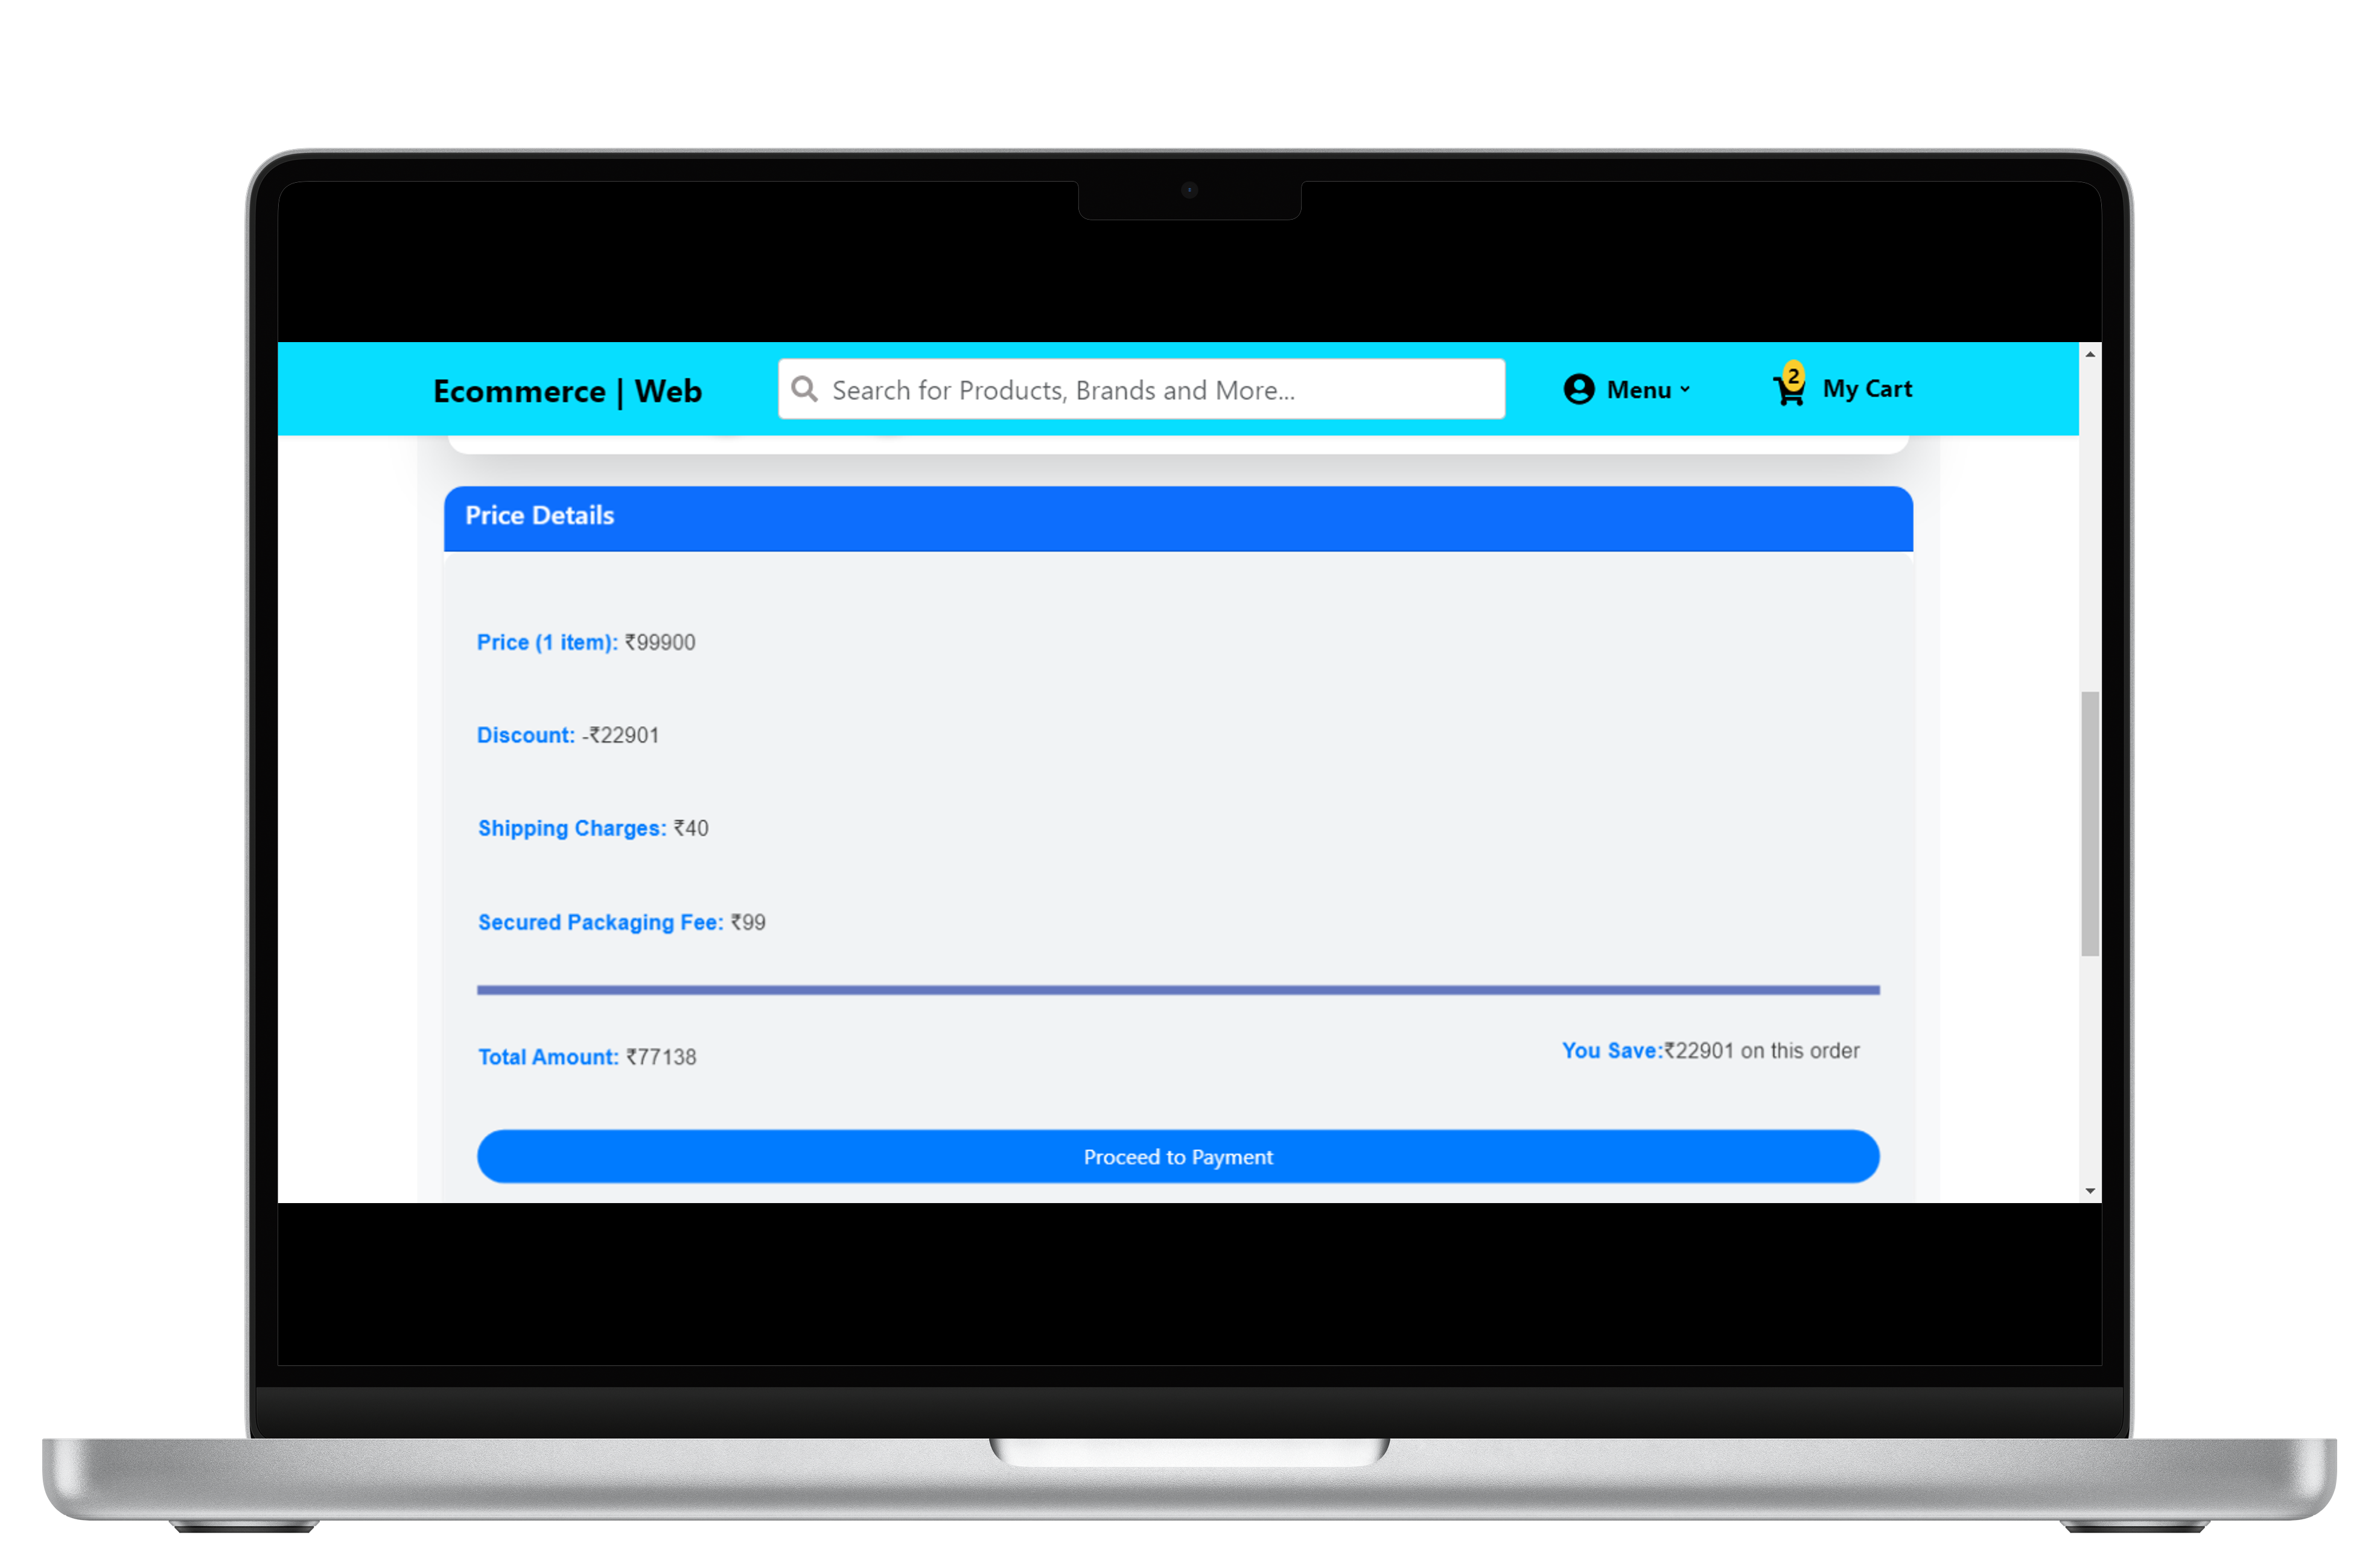 Ecommerce | Web
Search for Products, Brands and More...
Menu
2
My Cart
Price Details
Price (1 item): ₹99900
Discount: -₹22901
Shipping Charges: ₹40
Secured Packaging Fee: ₹99
Total Amount: ₹77138
You Save:₹22901 on this order
Proceed to Payment